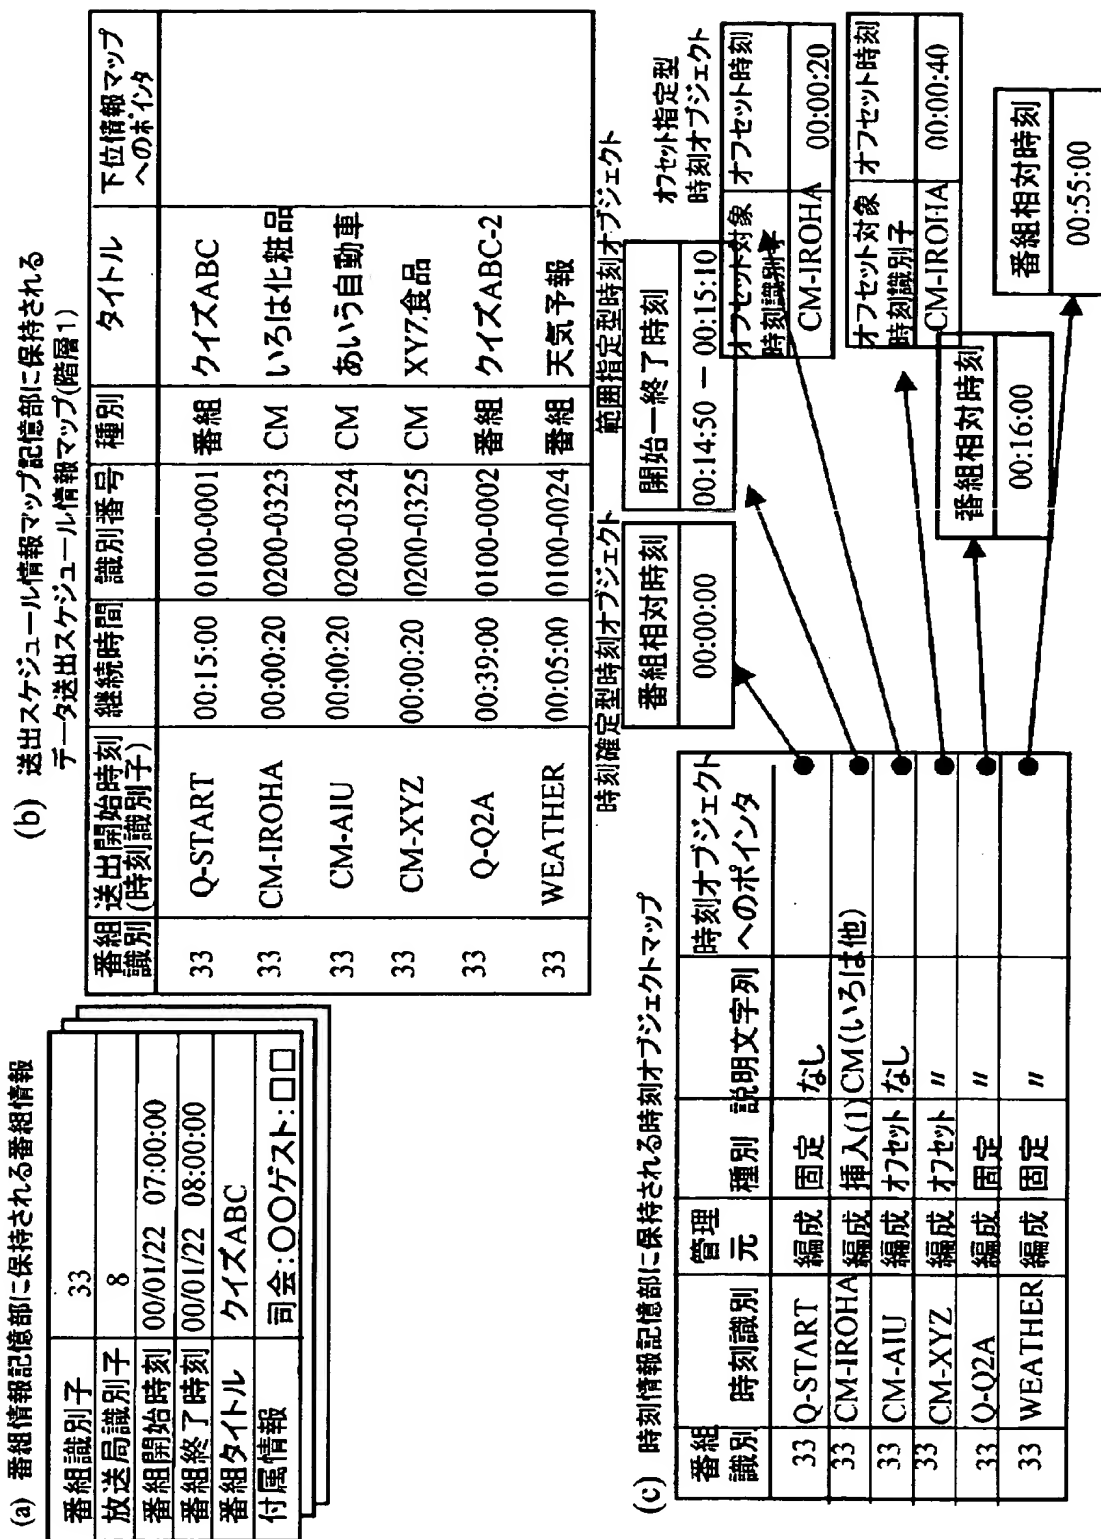 (a) 番組情報記憶部に保持される番組情報
番組識別子 33
放送局識別子 8
番組開始時刻 00/01/22 07:00:00
番組終了時刻 00/01/22 08:00:00
番組タイトル クイズABC
付属情報 司会:〇〇ゲスト:□□
(b) 送出スケジュール情報マップ記憶部に保持される
データ送出スケジュール情報マップ(階層1)
番組識別 送出開始時刻(時刻識別子) 継続時間 識別番号 種別 タイトル 下位情報マップへのポインタ
33 Q-START 00:15:00 0100-0001 番組 クイズABC
33 CM-IROHA 00:00:20 0200-0323 CM いろは化粧品
33 CM-AIU 00:00:20 0200-0324 CM あいう自動車
33 CM-XYZ 00:00:20 0200-0325 CM XYZ食品
33 Q-Q2A 00:39:00 0100-0002 番組 クイズABC-2
33 WEATHER 00:05:00 0100-0024 番組 天気予報
(c) 時刻情報記憶部に保持される時刻オブジェクトマップ
番組識別 時刻識別 管理元 種別 説明文字列 時刻オブジェクトへのポインタ
33 Q-START 編成 固定 なし
33 CM-IROHA 編成 挿入(1) CM(いろは他)
33 CM-AIU 編成 オフセット なし
33 CM-XYZ 編成 オフセット 〃
33 Q-Q2A 編成 固定 〃
33 WEATHER 編成 固定 〃
時刻確定型時刻オブジェクト
番組相対時刻
00:00:00
範囲指定型時刻オブジェクト
開始ー終了時刻
00:14:50 － 00:15:10
オフセット指定型
時刻オブジェクト
オフセット対象時刻識別子 オフセット時刻
CM-IROHA 00:00:20
オフセット対象時刻識別子 オフセット時刻
CM-IROHA 00:00:40
番組相対時刻
00:16:00
番組相対時刻
00:55:00